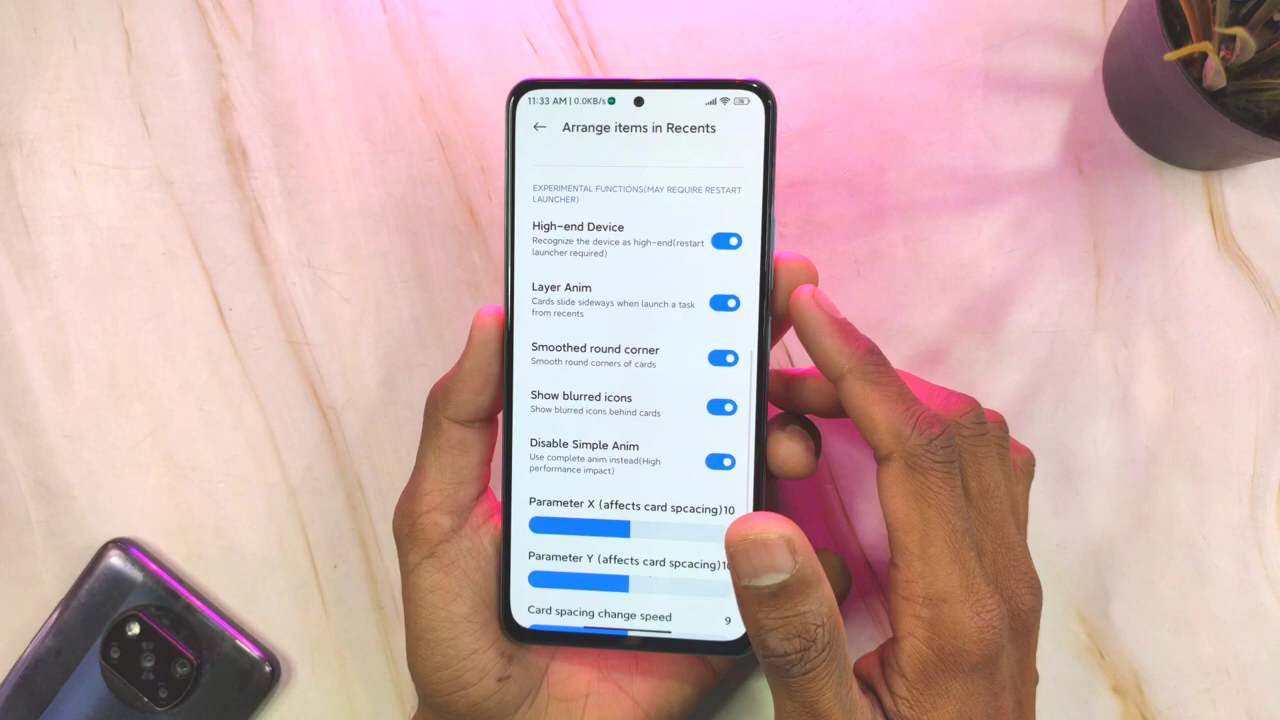 11:33 AM | 0.0KB/s
Arrange items in Recents
EXPERIMENTAL FUNCTIONS(MAY REQUIRE RESTART
LAUNCHER)
High-end Device
Recognize the device as high-end(restart
launcher required)
Layer Anim
Cards slide sideways when launch a task
from recents
Smoothed round corner
Smooth round corners of cards
Show blurred icons
Show blurred icons behind cards
Disable Simple Anim
Use complete anim instead(High
performance impact)
Parameter X (affects card spcacing) 10
Parameter Y (affects card spcacing)
Card spacing change speed 9